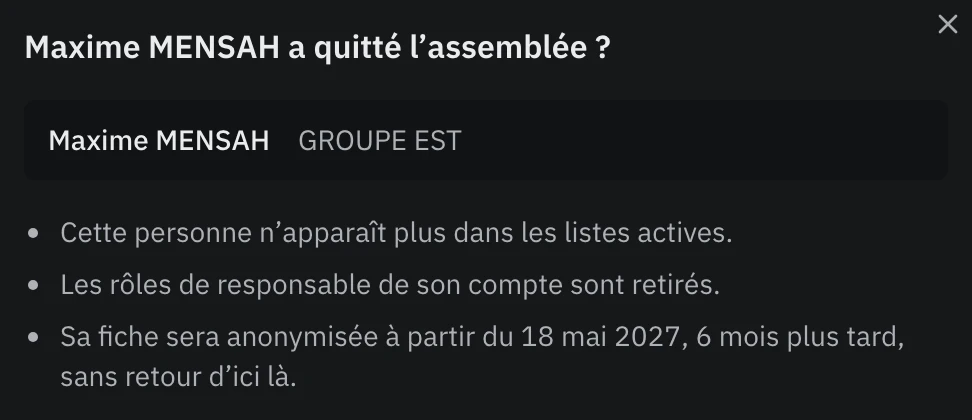 Maxime MENSAH a quitté l’assemblée ?
Maxime MENSAH GROUPE EST
• Cette personne n’apparaît plus dans les listes actives.
• Les rôles de responsable de son compte sont retirés.
• Sa fiche sera anonymisée à partir du 18 mai 2027, 6 mois plus tard,
sans retour d’ici là.